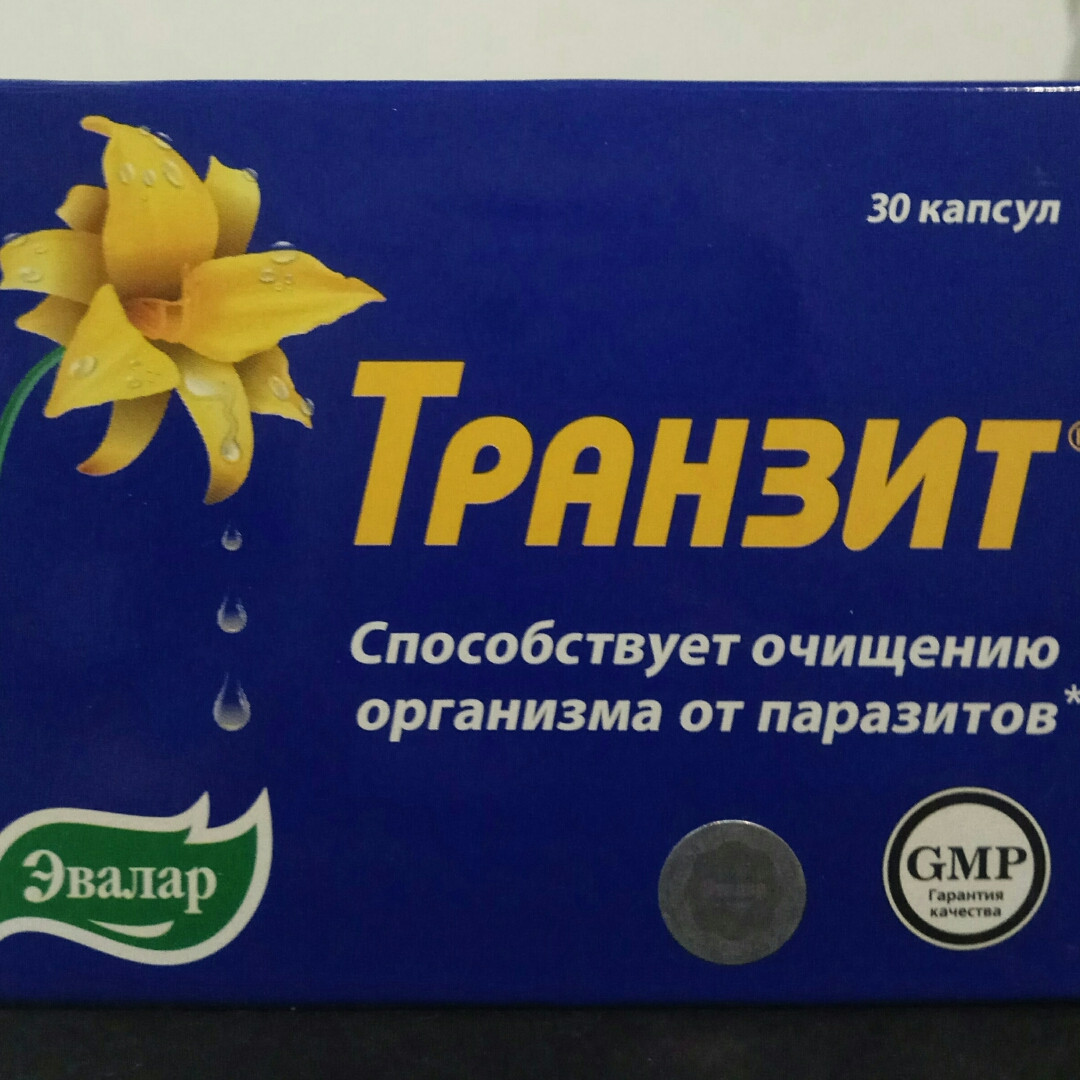 30 капсул
Транзит
Способствует очищению
организма от паразитов*
Эвалар
GMP
Гарантия
качества